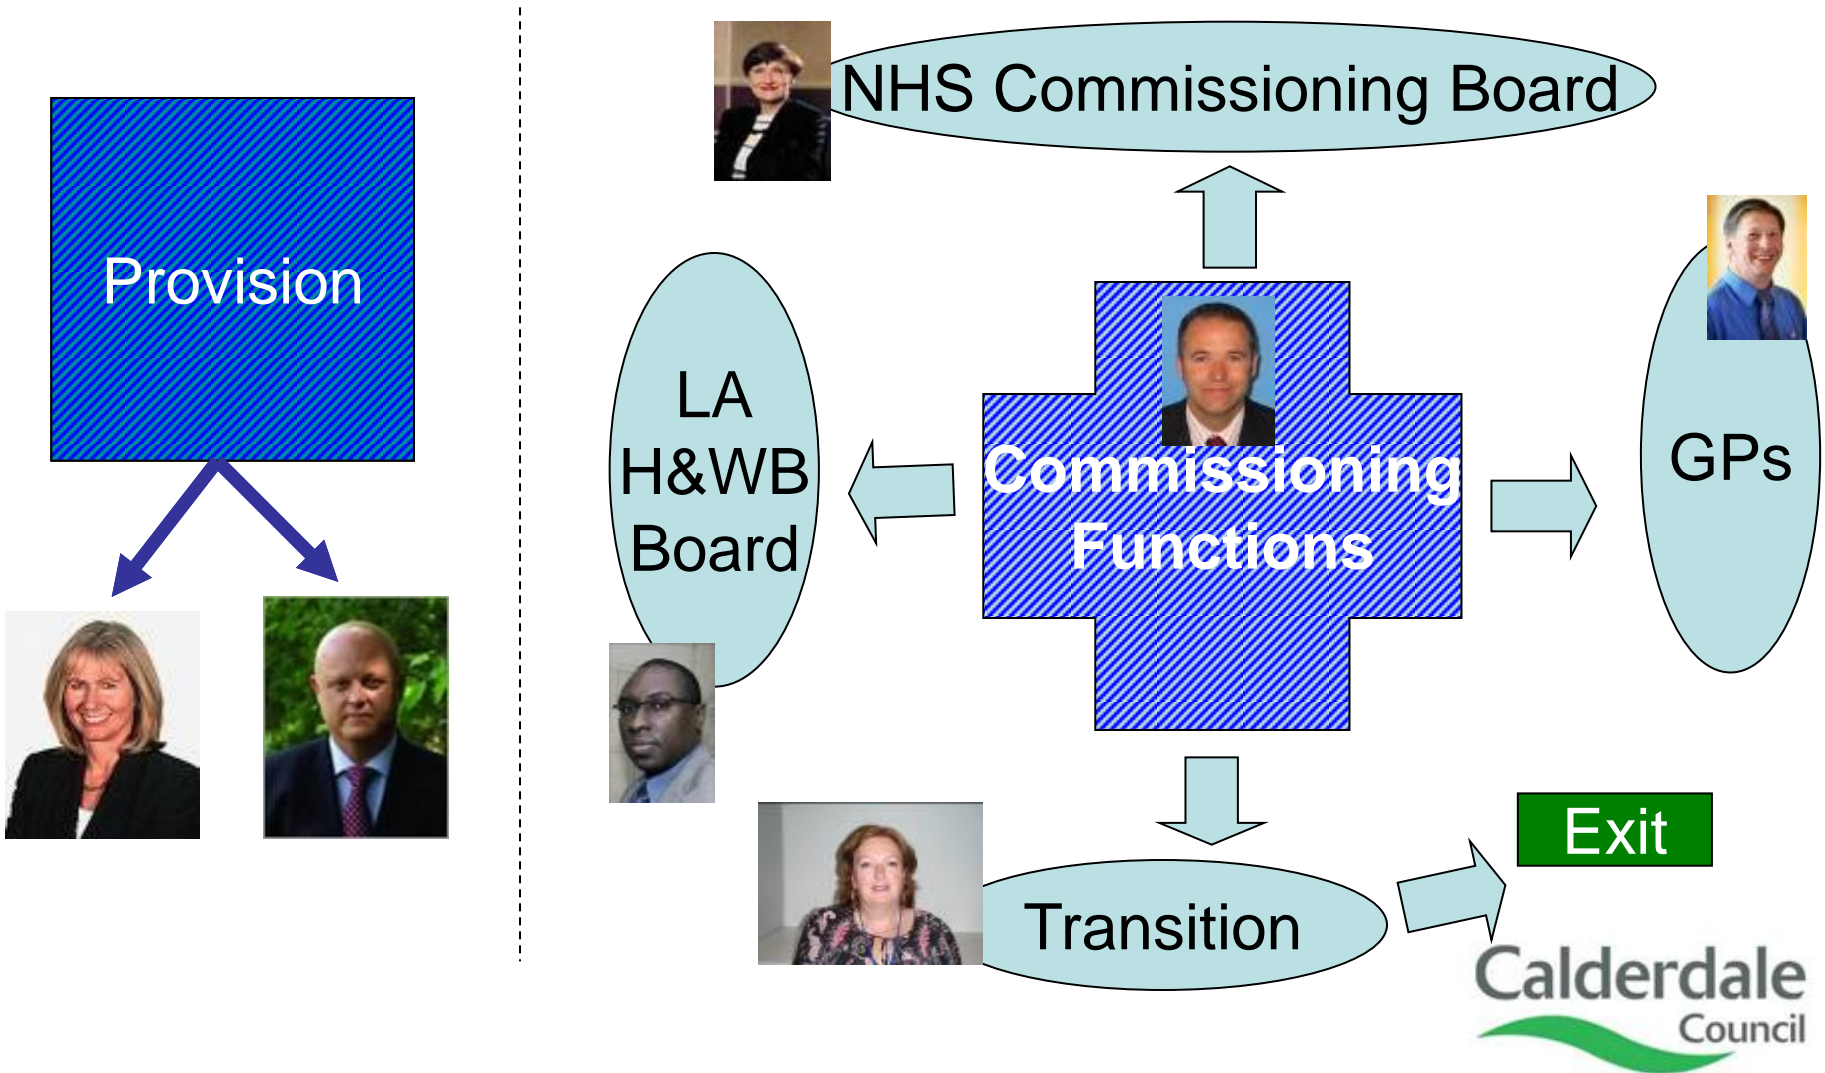 NHS Commissioning Board
Provision
LA
H&WB
Board
Commissioning
Functions
GPs
Transition
Exit
Calderdale
Council